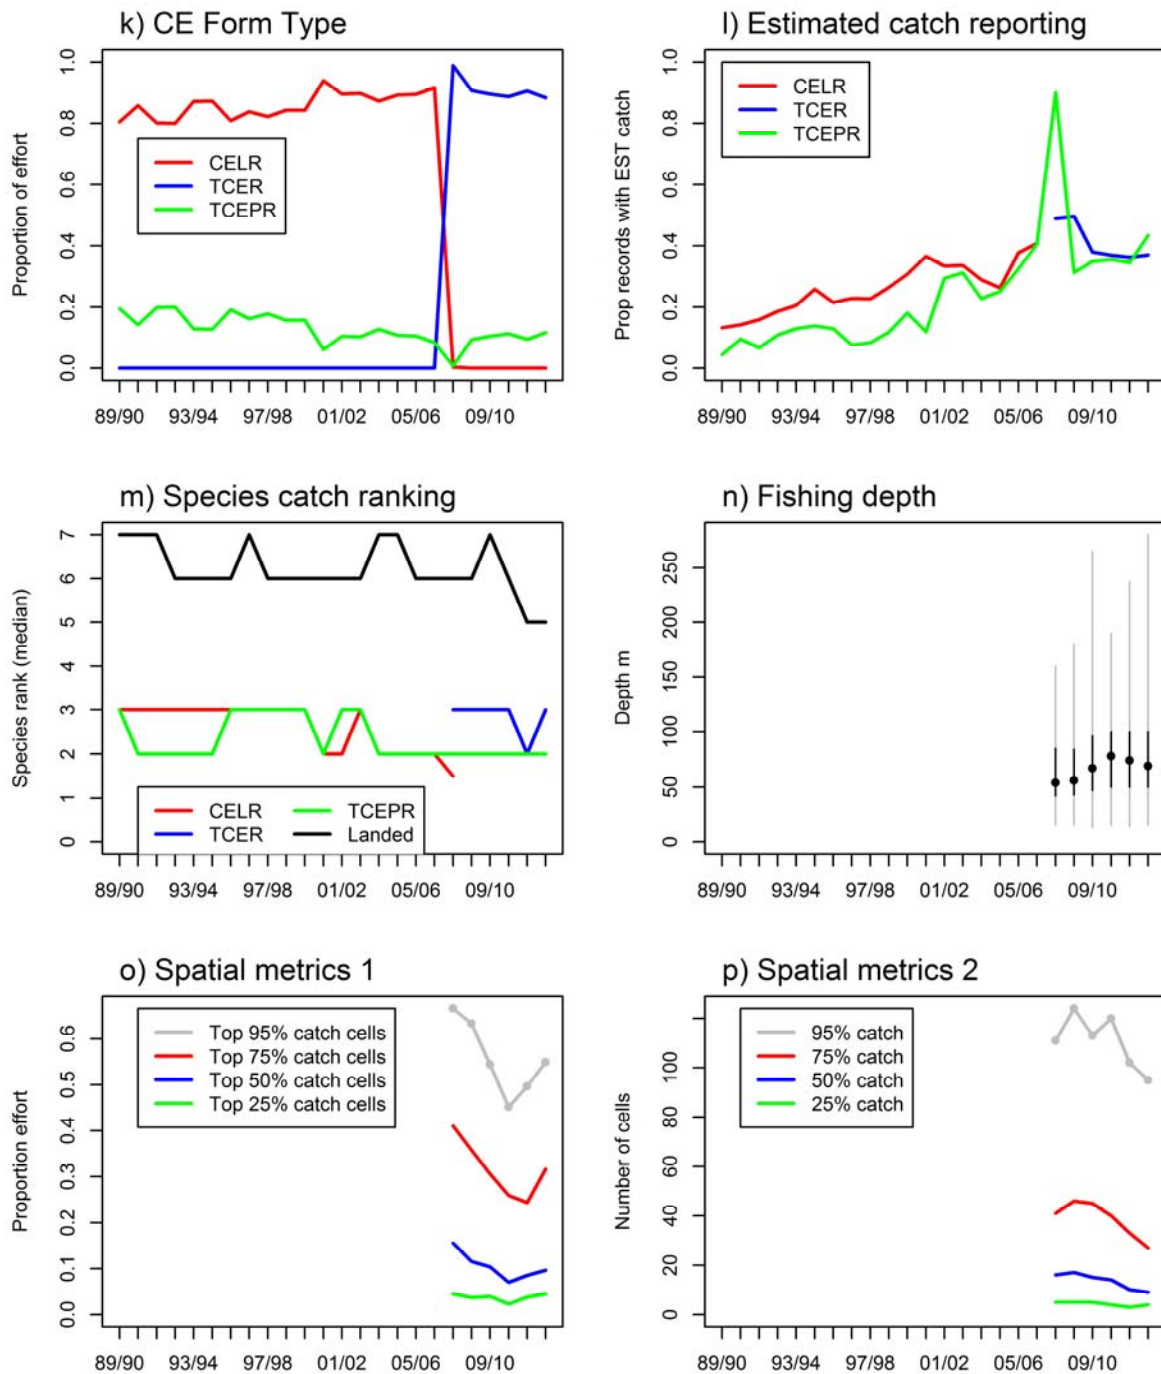 k) CE Form Type
Proportion of effort
1.0
0.8
0.6
0.4
0.2
0.0
CELR
TCER
TCEPR
89/90 93/94 97/98 01/02 05/06 09/10
l) Estimated catch reporting
Prop records with EST catch
1.0
0.8
0.6
0.4
0.2
0.0
CELR
TCER
TCEPR
89/90 93/94 97/98 01/02 05/06 09/10
m) Species catch ranking
Species rank (median)
7
6
5
4
3
2
1
0
CELR TCEPR
TCER Landed
89/90 93/94 97/98 01/02 05/06 09/10
n) Fishing depth
Depth m
250
200
150
100
50
0
89/90 93/94 97/98 01/02 05/06 09/10
o) Spatial metrics 1
Proportion effort
0.6
0.5
0.4
0.3
0.2
0.1
0.0
Top 95% catch cells
Top 75% catch cells
Top 50% catch cells
Top 25% catch cells
89/90 93/94 97/98 01/02 05/06 09/10
p) Spatial metrics 2
Number of cells
100
80
60
40
20
0
95% catch
75% catch
50% catch
25% catch
89/90 93/94 97/98 01/02 05/06 09/10